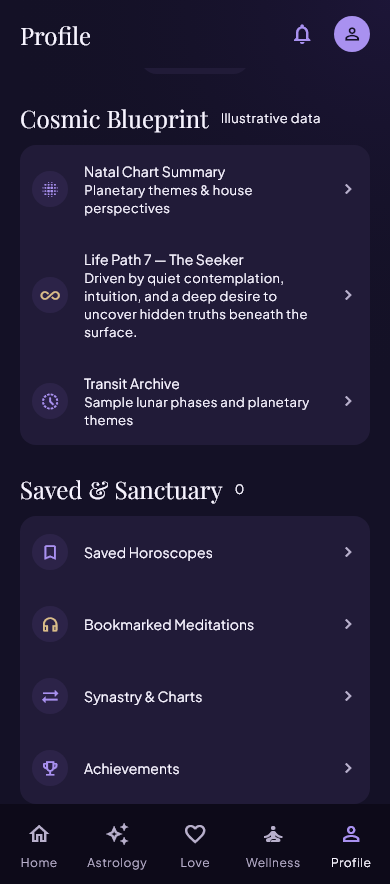 Profile
Cosmic Blueprint Illustrative data
Natal Chart Summary
Planetary themes & house
perspectives
Life Path 7 — The Seeker
Driven by quiet contemplation,
intuition, and a deep desire to
uncover hidden truths beneath the
surface.
Transit Archive
Sample lunar phases and planetary
themes
Saved & Sanctuary 0
Saved Horoscopes
Bookmarked Meditations
Synastry & Charts
Achievements
Home Astrology Love Wellness Profile